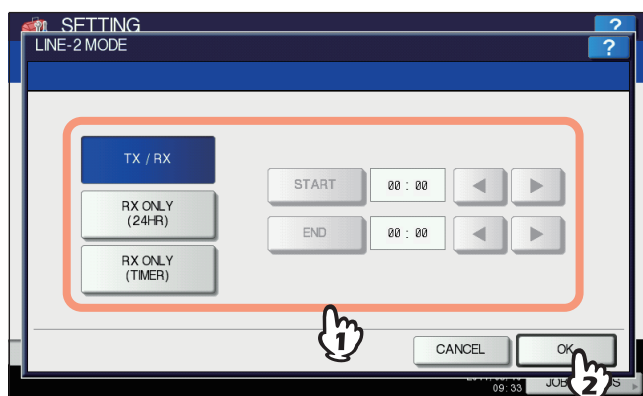 SETTING
?
LINE-2 MODE
?
TX / RX
RX ONLY
(24HR)
RX ONLY
(TIMER)
START 00 : 00
END 00 : 00
1
CANCEL
OK
2
09:33